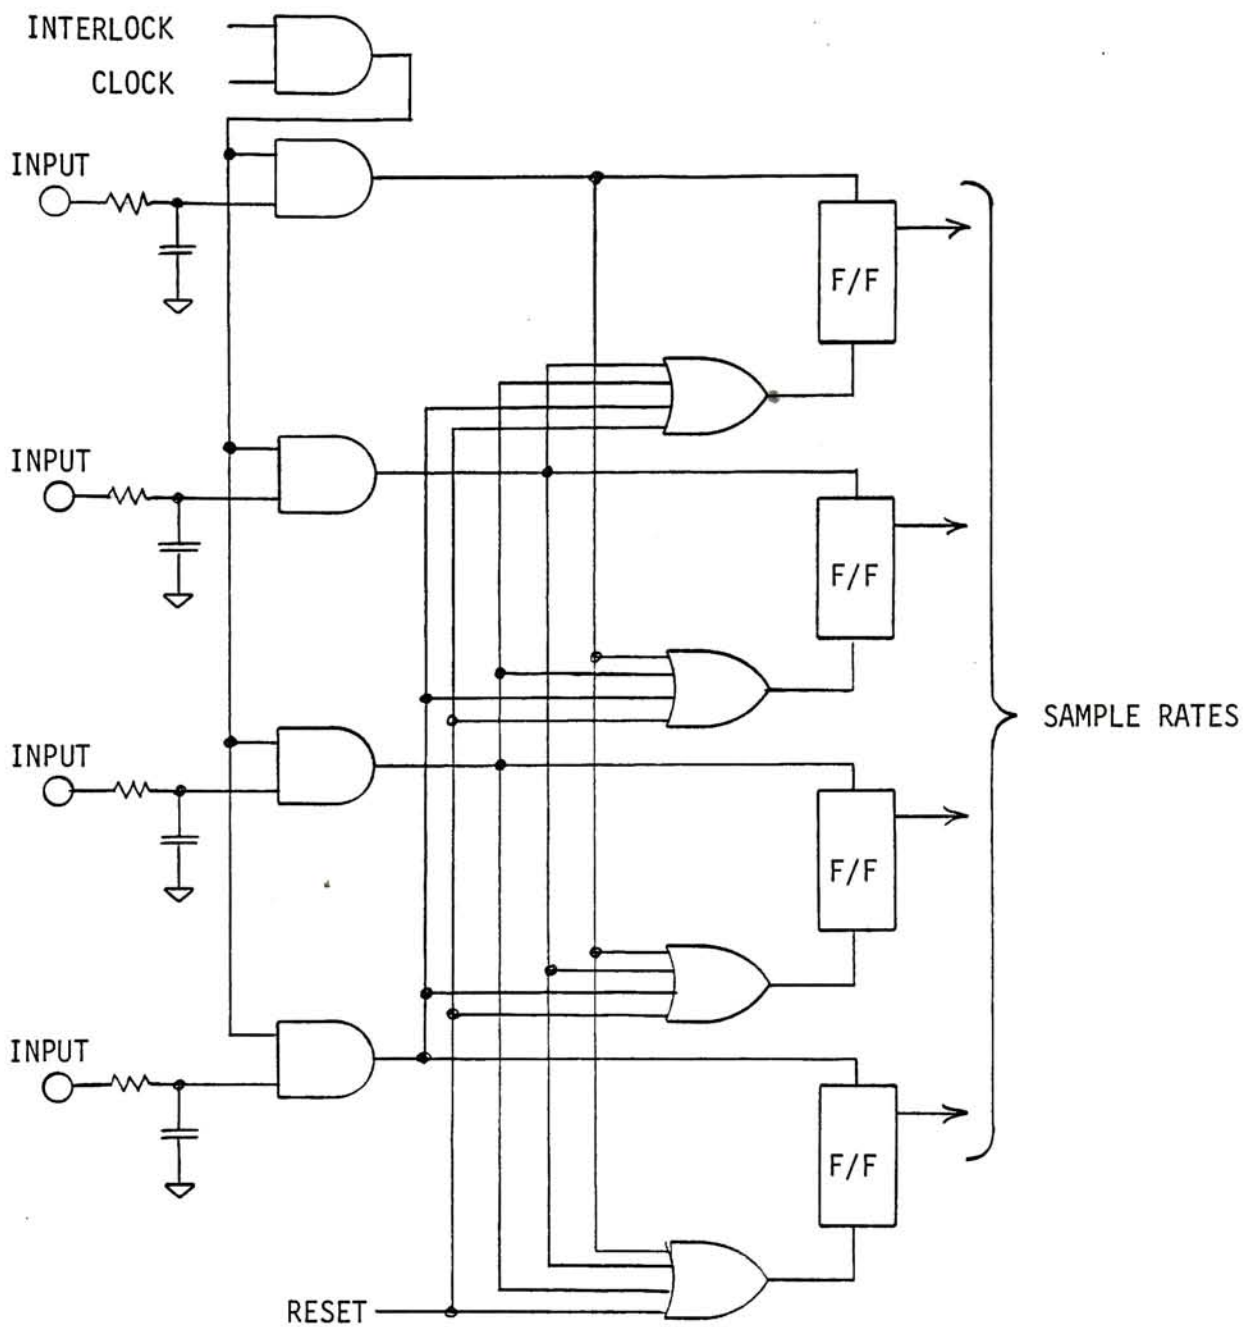 INTERLOCK
CLOCK
INPUT
F/F
INPUT
F/F
SAMPLE RATES
INPUT
F/F
INPUT
F/F
RESET